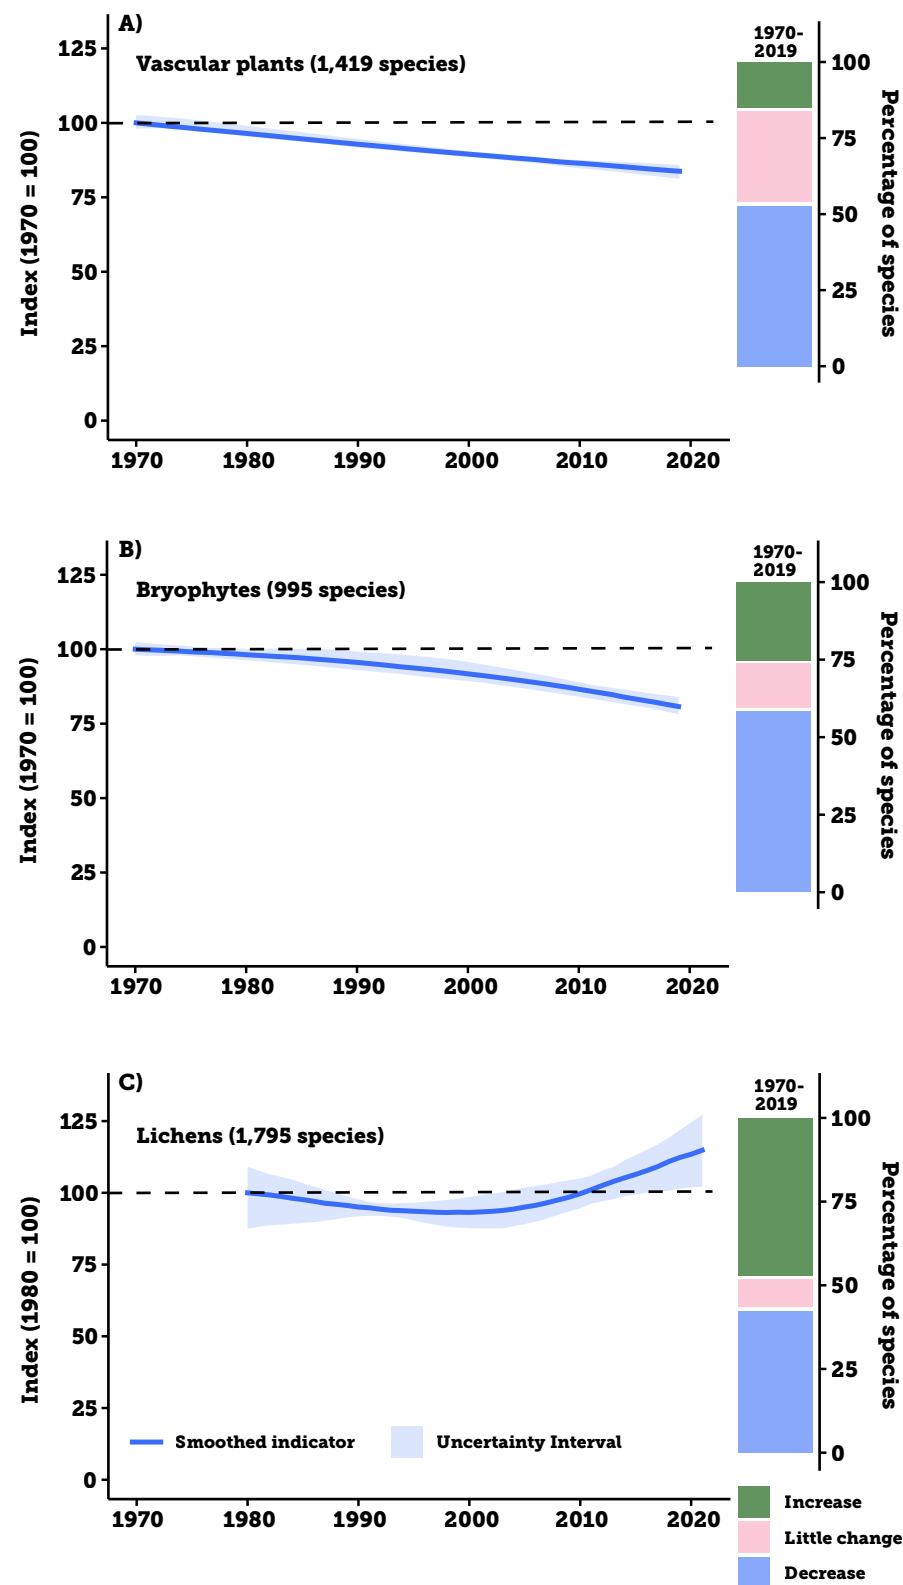 A)
Vascular plants (1,419 species)
Index (1970 = 100)
125
100
75
50
25
0
1970 1980 1990 2000 2010 2020
1970-
2019
100
75
50
25
0
Percentage of species
B)
Bryophytes (995 species)
Index (1970 = 100)
125
100
75
50
25
0
1970 1980 1990 2000 2010 2020
1970-
2019
100
75
50
25
0
Percentage of species
C)
Lichens (1,795 species)
Index (1980 = 100)
125
100
75
50
25
0
Smoothed indicator
Uncertainty Interval
1970 1980 1990 2000 2010 2020
1970-
2019
100
75
50
25
0
Percentage of species
Increase
Little change
Decrease